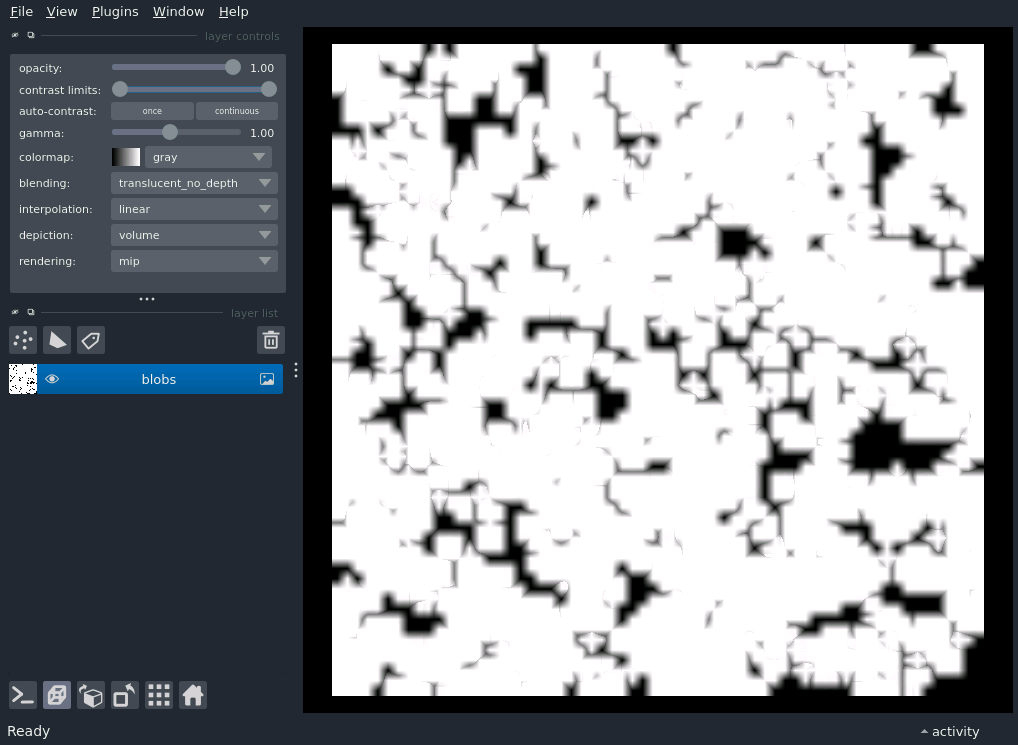 File View Plugins Window Help
layer controls
opacity: 1.00
contrast limits:
auto-contrast: once continuous
gamma: 1.00
colormap: gray
blending: translucent_no_depth
interpolation: linear
depiction: volume
rendering: mip
layer list
blobs
Ready
activity